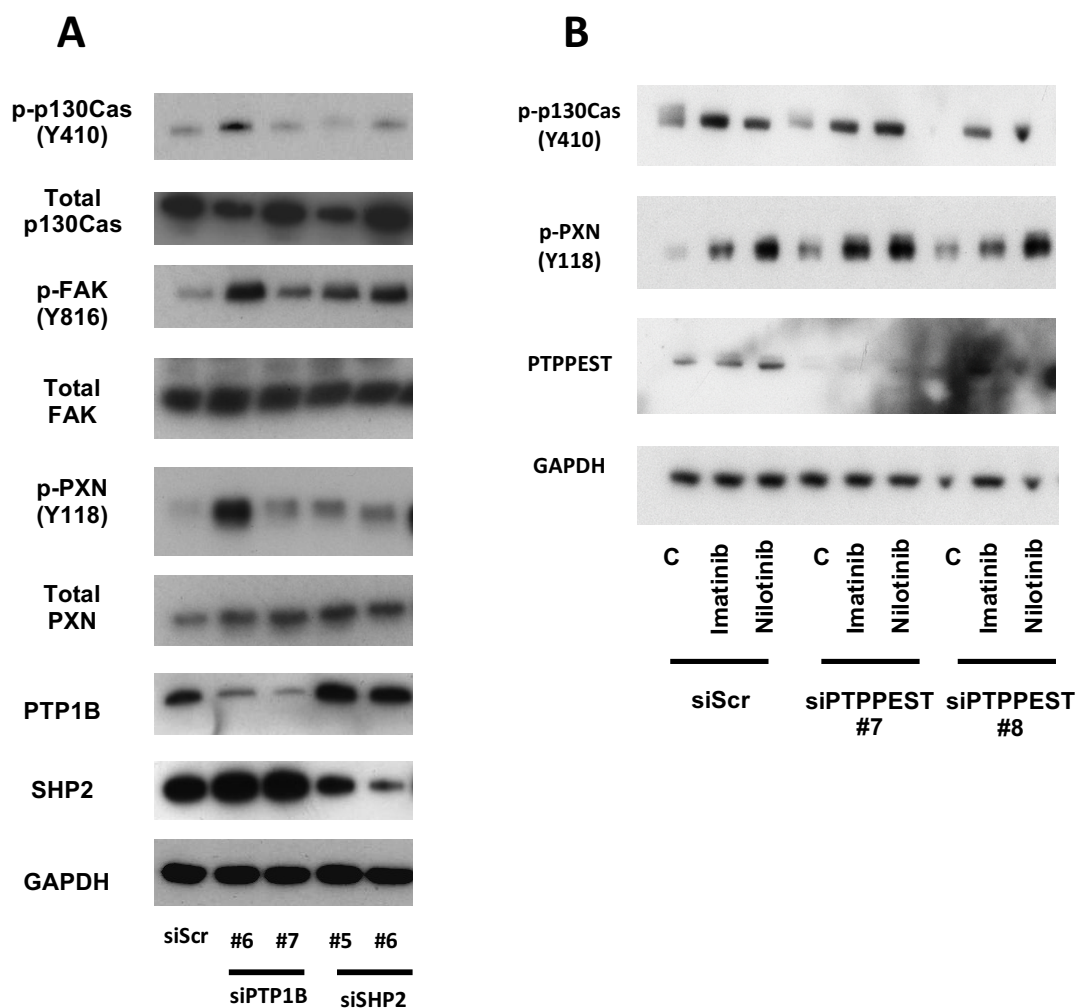 A
p-p130Cas
(Y410)
Total
p130Cas
p-FAK
(Y816)
Total
FAK
p-PXN
(Y118)
Total
PXN
PTP1B
SHP2
GAPDH
siScr #6 #7 #5 #6
siPTP1B siSHP2
B
p-p130Cas
(Y410)
p-PXN
(Y118)
PTPPEST
GAPDH
C Imatinib Nilotinib C Imatinib Nilotinib C Imatinib Nilotinib
siScr siPTPPEST siPTPPEST
#7 #8